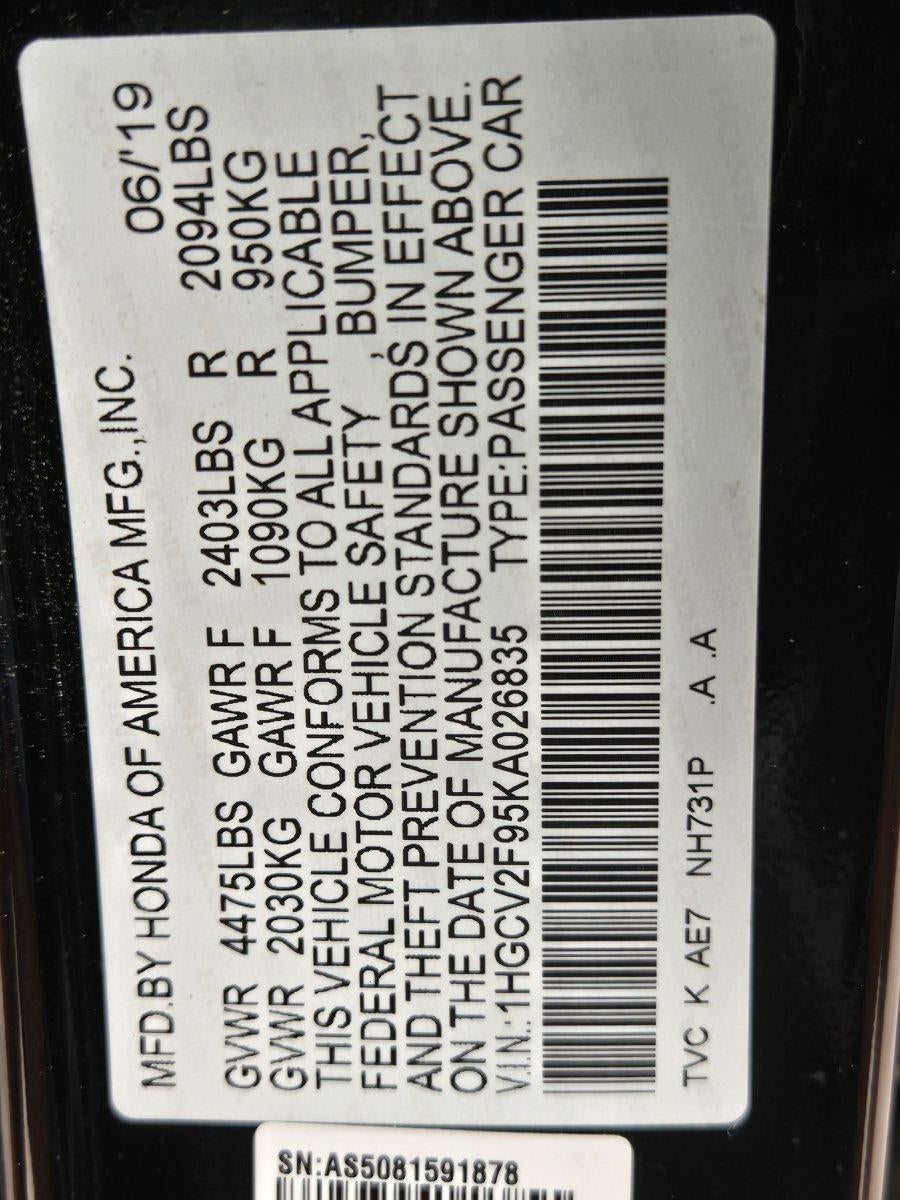 MFD.BY HONDA OF AMERICA MFG.,INC. 06/'19
GVWR 4475LBS GAWR F 2403LBS R 2094LBS
GVWR 2030KG GAWR F 1090KG R 950KG
THIS VEHICLE CONFORMS TO ALL APPLICABLE
FEDERAL MOTOR VEHICLE SAFETY , BUMPER,
AND THEFT PREVENTION STANDARDS IN EFFECT
ON THE DATE OF MANUFACTURE SHOWN ABOVE.
V.I.N.:1HGCV2F95KA026835 TYPE:PASSENGER CAR
TVC K AE7 NH731P .A .A
SN:AS5081591878